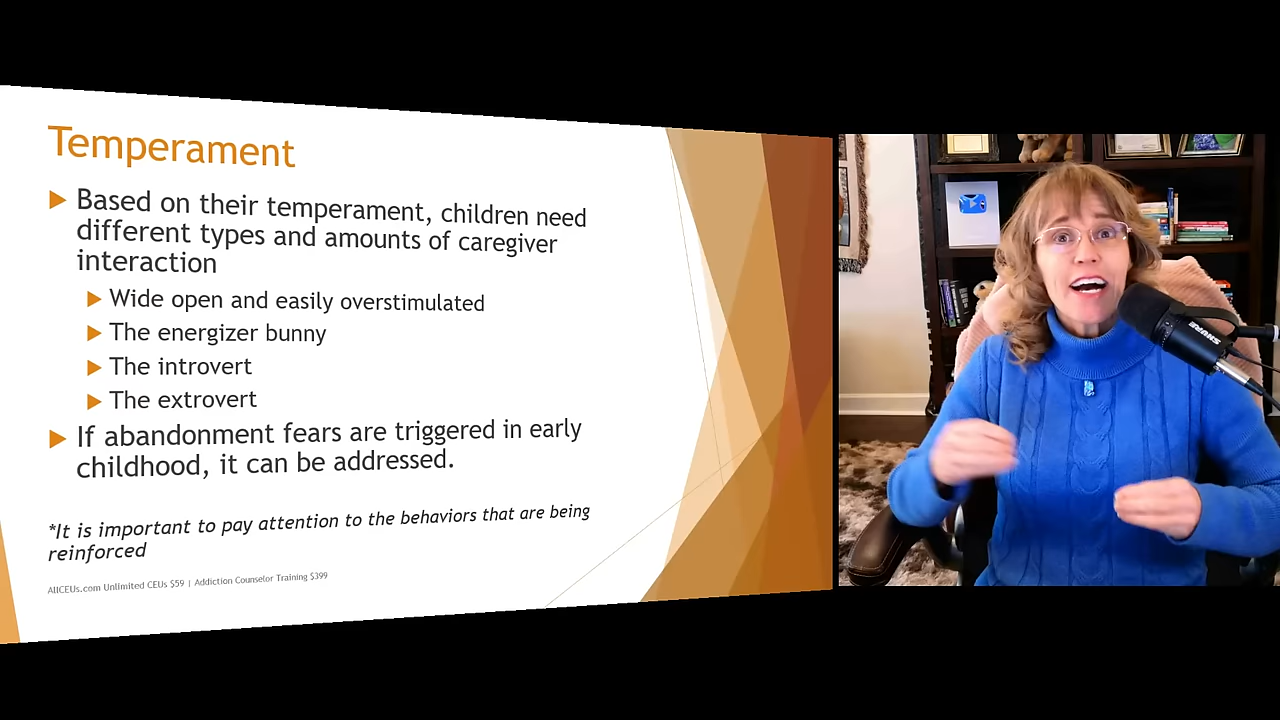 Temperament
Based on their temperament, children need
different types and amounts of caregiver
interaction
Wide open and easily overstimulated
The energizer bunny
The introvert
The extrovert
If abandonment fears are triggered in early
childhood, it can be addressed.
*It is important to pay attention to the behaviors that are being
reinforced
AllCEUs.com Unlimited CEUs $59 | Addiction Counselor Training $399
SHURE